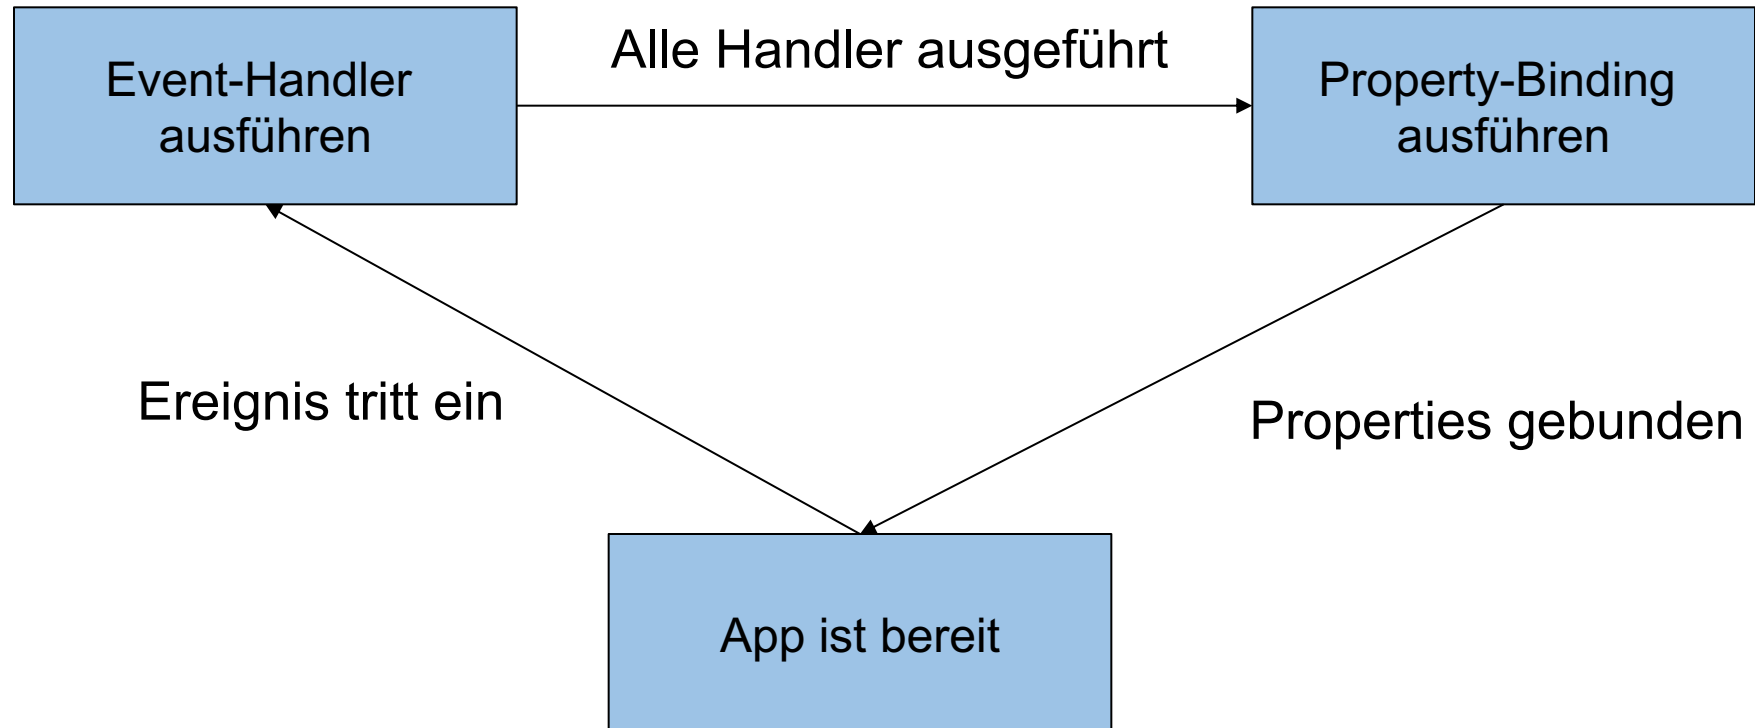 Alle Handler ausgeführt
Event-Handler
ausführen
Property-Binding
ausführen
Ereignis tritt ein
Properties gebunden
App ist bereit